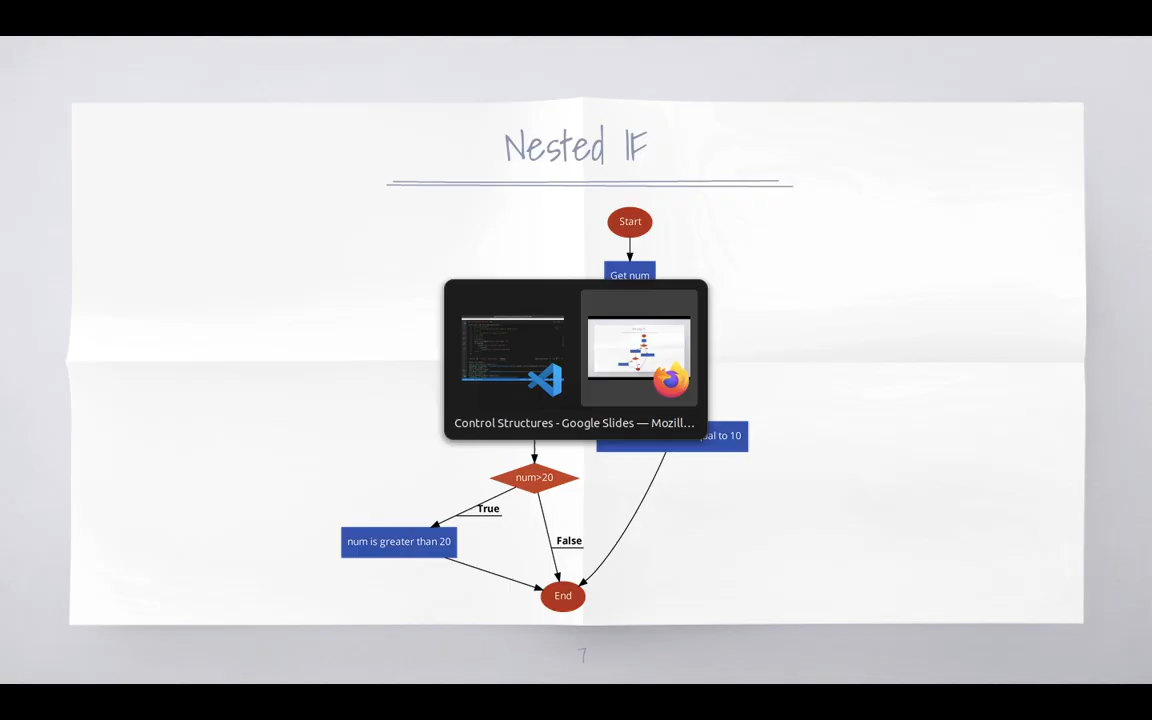 Nested IF
Start
Get num
Control Structures - Google Slides — Mozill...
ual to 10
num>20
True
num is greater than 20
False
End
7